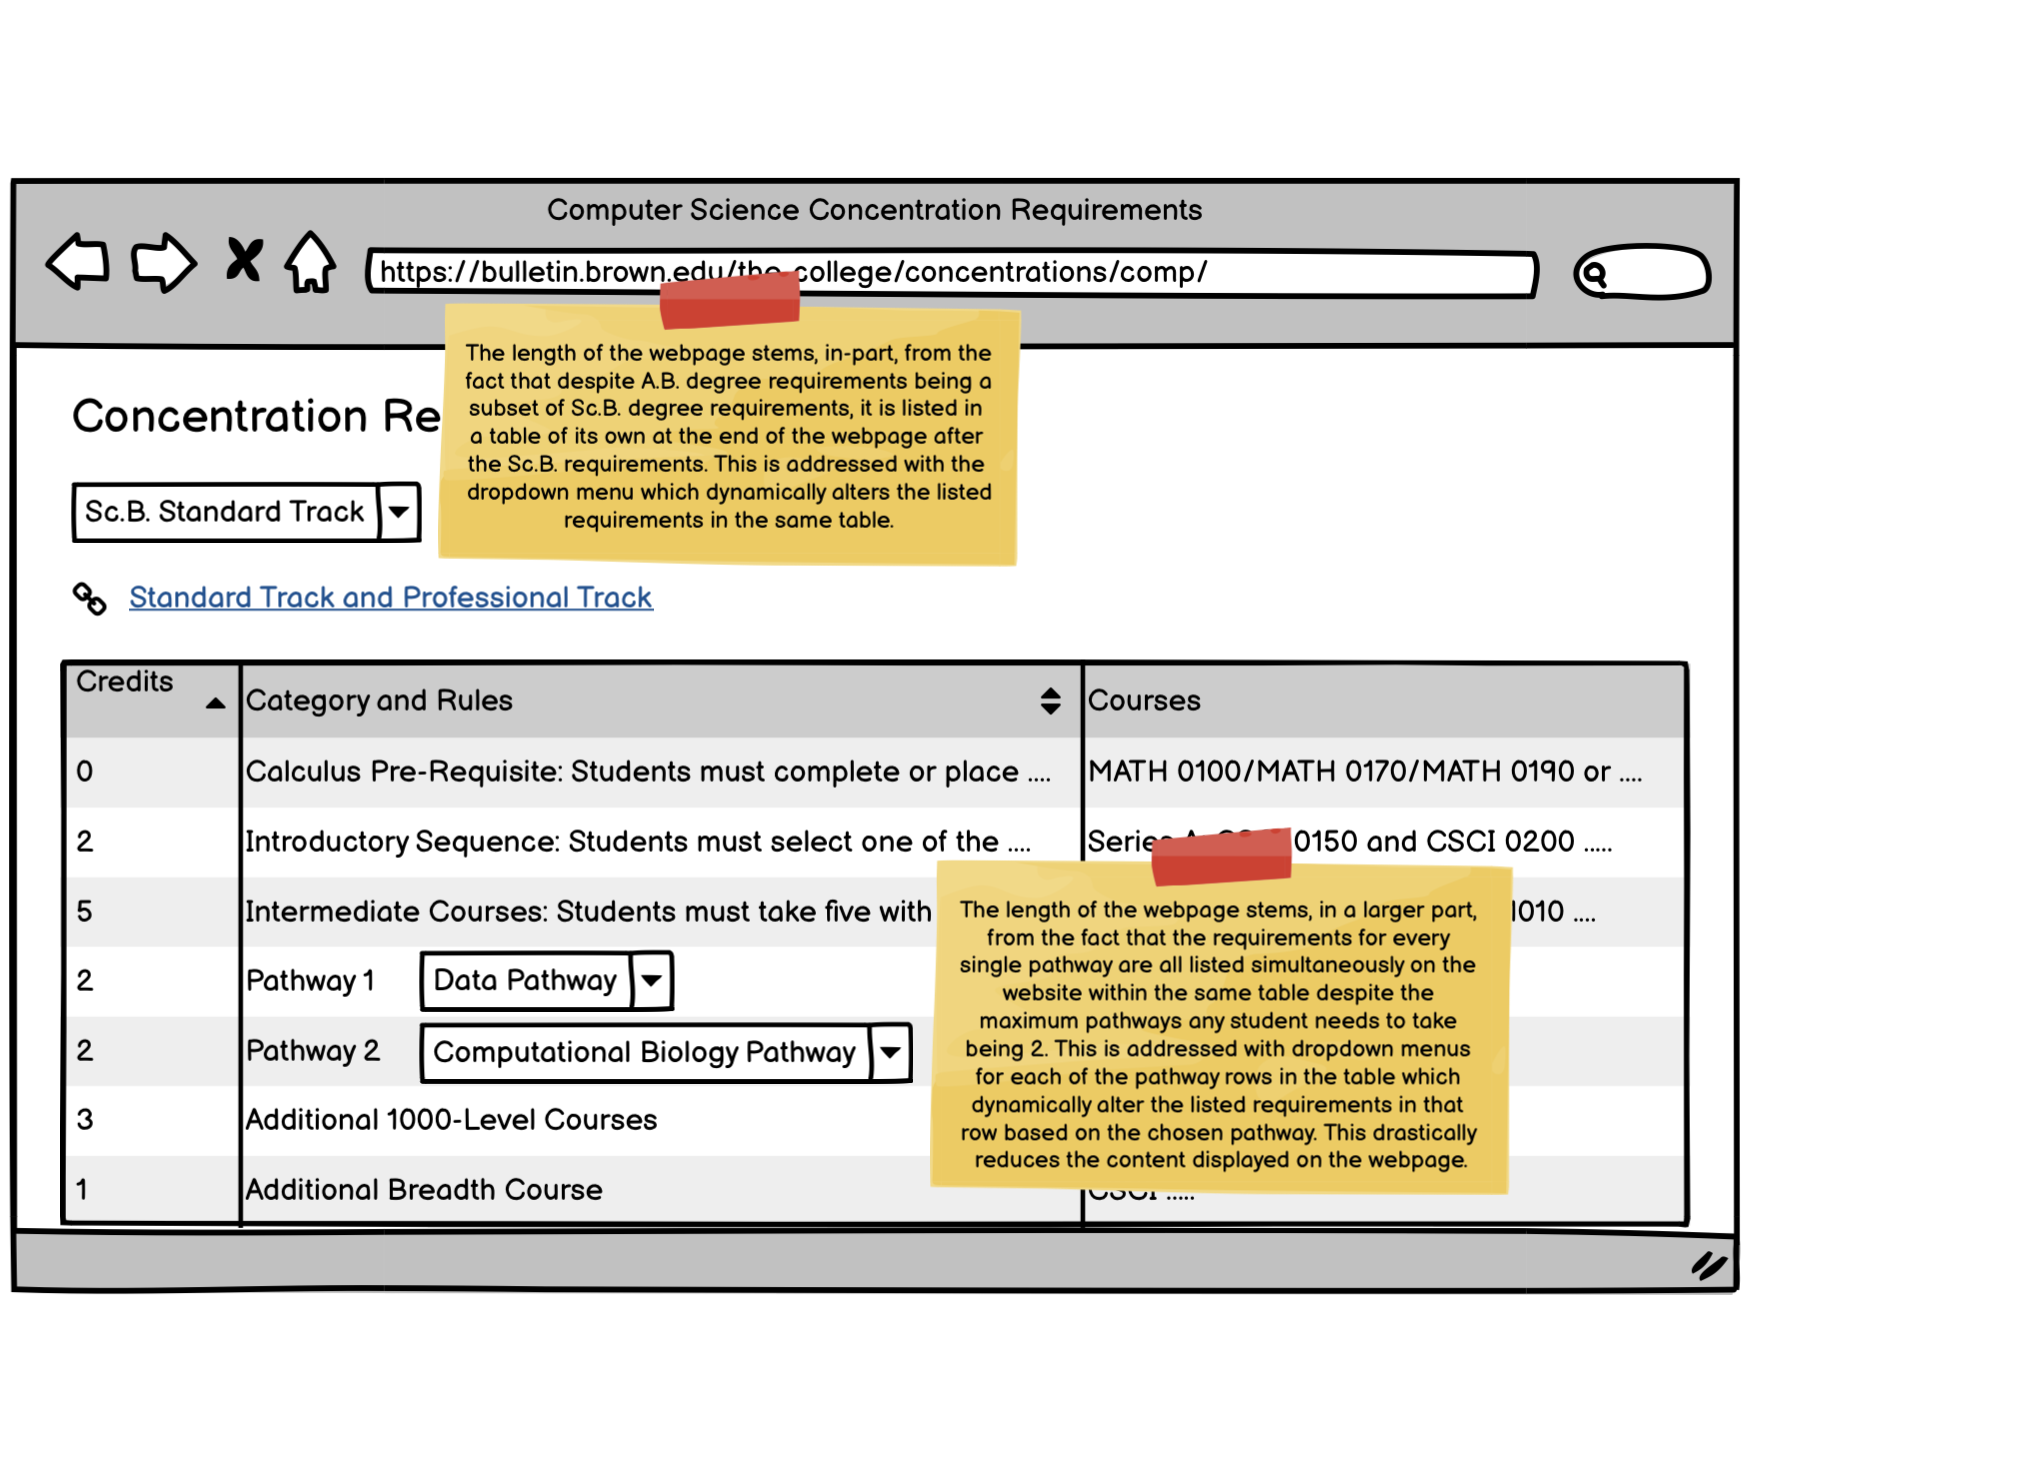 Computer Science Concentration Requirements
https://bulletin.brown.edu/the-college/concentrations/comp/
The length of the webpage stems, in-part, from the
fact that despite A.B. degree requirements being a
subset of Sc.B. degree requirements, it is listed in
a table of its own at the end of the webpage after
the Sc.B. requirements. This is addressed with the
dropdown menu which dynamically alters the listed
requirements in the same table.
Concentration Re
Sc.B. Standard Track
Standard Track and Professional Track
Credits Category and Rules Courses
0 Calculus Pre-Requisite: Students must complete or place .... MATH 0100/MATH 0170/MATH 0190 or ....
2 Introductory Sequence: Students must select one of the .... Series 0150 and CSCI 0200 .....
5 Intermediate Courses: Students must take five with 1010 ....
2 Pathway 1 Data Pathway
2 Pathway 2 Computational Biology Pathway
3 Additional 1000-Level Courses
1 Additional Breadth Course CSCI .....
The length of the webpage stems, in a larger part,
from the fact that the requirements for every
single pathway are all listed simultaneously on the
website within the same table despite the
maximum pathways any student needs to take
being 2. This is addressed with dropdown menus
for each of the pathway rows in the table which
dynamically alter the listed requirements in that
row based on the chosen pathway. This drastically
reduces the content displayed on the webpage.